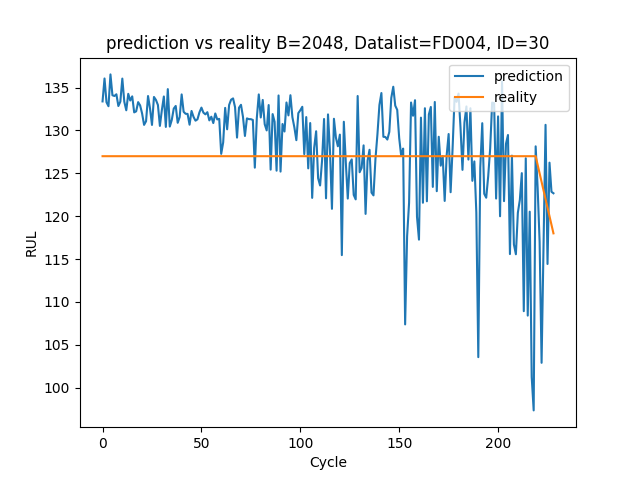 prediction vs reality B=2048, Datalist=FD004, ID=30
prediction
reality
135
130
125
120
115
110
105
100
RUL
0 50 100 150 200
Cycle